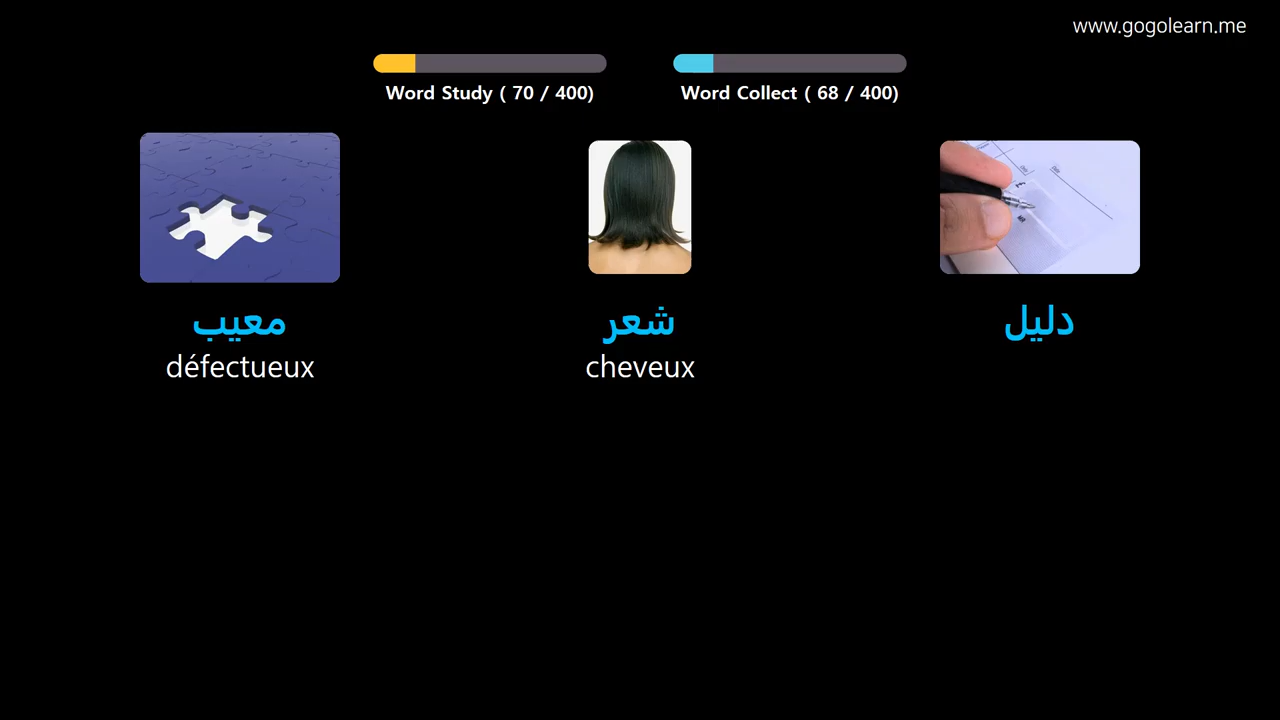 www.gogolearn.me
Word Study ( 70 / 400)
Word Collect ( 68 / 400)
معيب
défectueux
شعر
cheveux
دليل